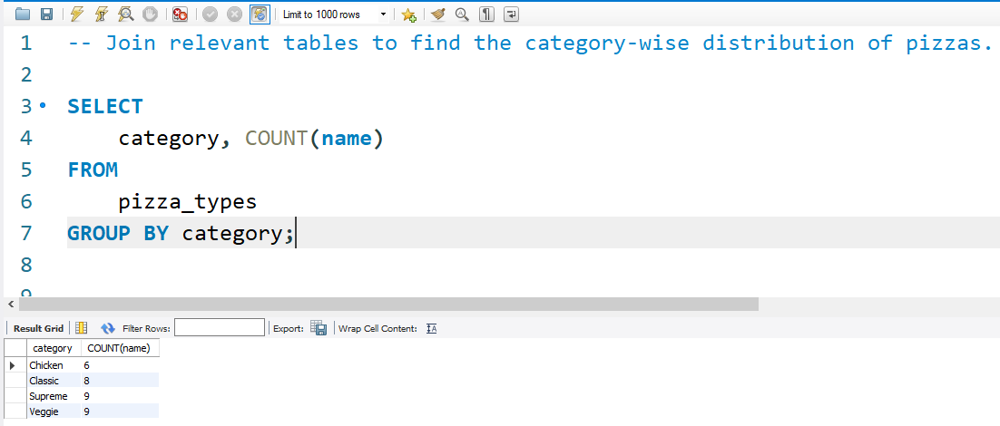 Limit to 1000 rows
1 -- Join relevant tables to find the category-wise distribution of pizzas.
2
3 SELECT
4 category, COUNT(name)
5 FROM
6 pizza_types
7 GROUP BY category;
8
9
Result Grid Filter Rows: Export: Wrap Cell Content:
category COUNT(name)
Chicken 6
Classic 8
Supreme 9
Veggie 9